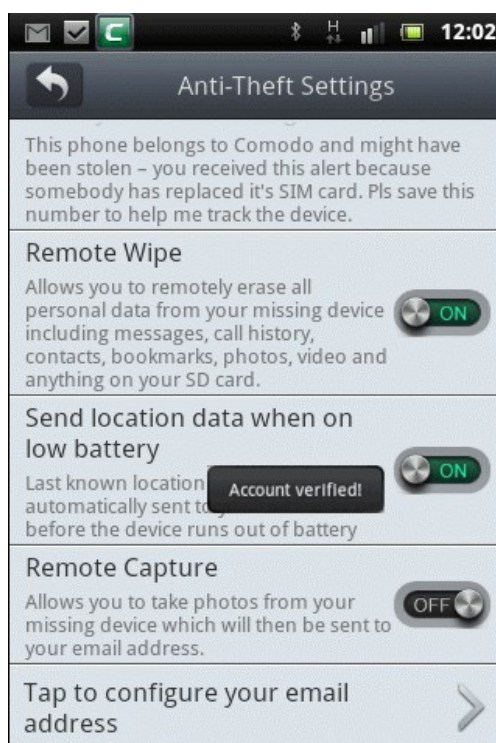 C H 12:02
Anti-Theft Settings
This phone belongs to Comodo and might have
been stolen – you received this alert because
somebody has replaced it's SIM card. Pls save this
number to help me track the device.
Remote Wipe
Allows you to remotely erase all
personal data from your missing device
including messages, call history,
contacts, bookmarks, photos, video and
anything on your SD card.
ON
Send location data when on
low battery
Last known location
automatically sent to
before the device runs out of battery
ON
Account verified!
Remote Capture
Allows you to take photos from your
missing device which will then be sent to
your email address.
OFF
Tap to configure your email
address